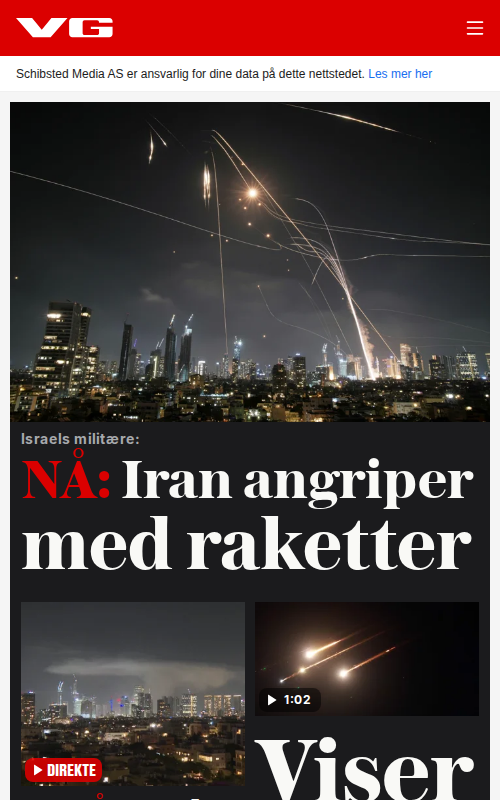 VG
Schibsted Media AS er ansvarlig for dine data på dette nettstedet. Les mer her
Israels militære:
NÅ: Iran angriper
med raketter
1:02
DIREKTE
Viser